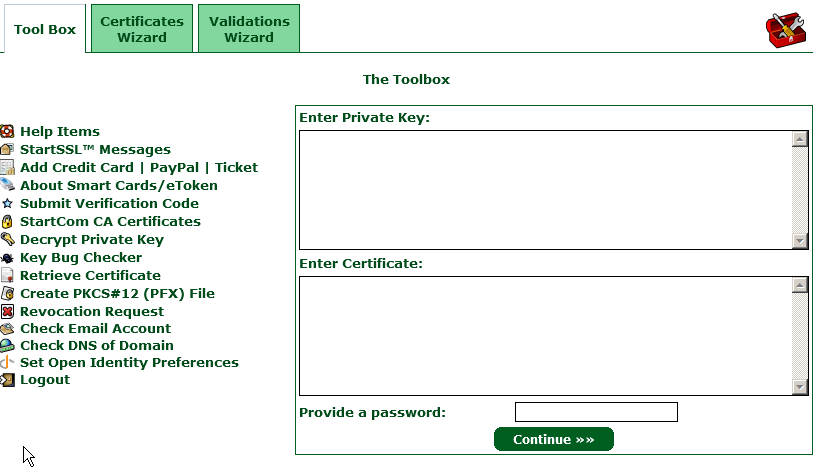 Tool Box
Certificates
Wizard
Validations
Wizard
The Toolbox
Help Items
StartSSL™ Messages
Add Credit Card | PayPal | Ticket
About Smart Cards/eToken
Submit Verification Code
StartCom CA Certificates
Decrypt Private Key
Key Bug Checker
Retrieve Certificate
Create PKCS#12 (PFX) File
Revocation Request
Check Email Account
Check DNS of Domain
Set Open Identity Preferences
Logout
Enter Private Key:
Enter Certificate:
Provide a password:
Continue »»